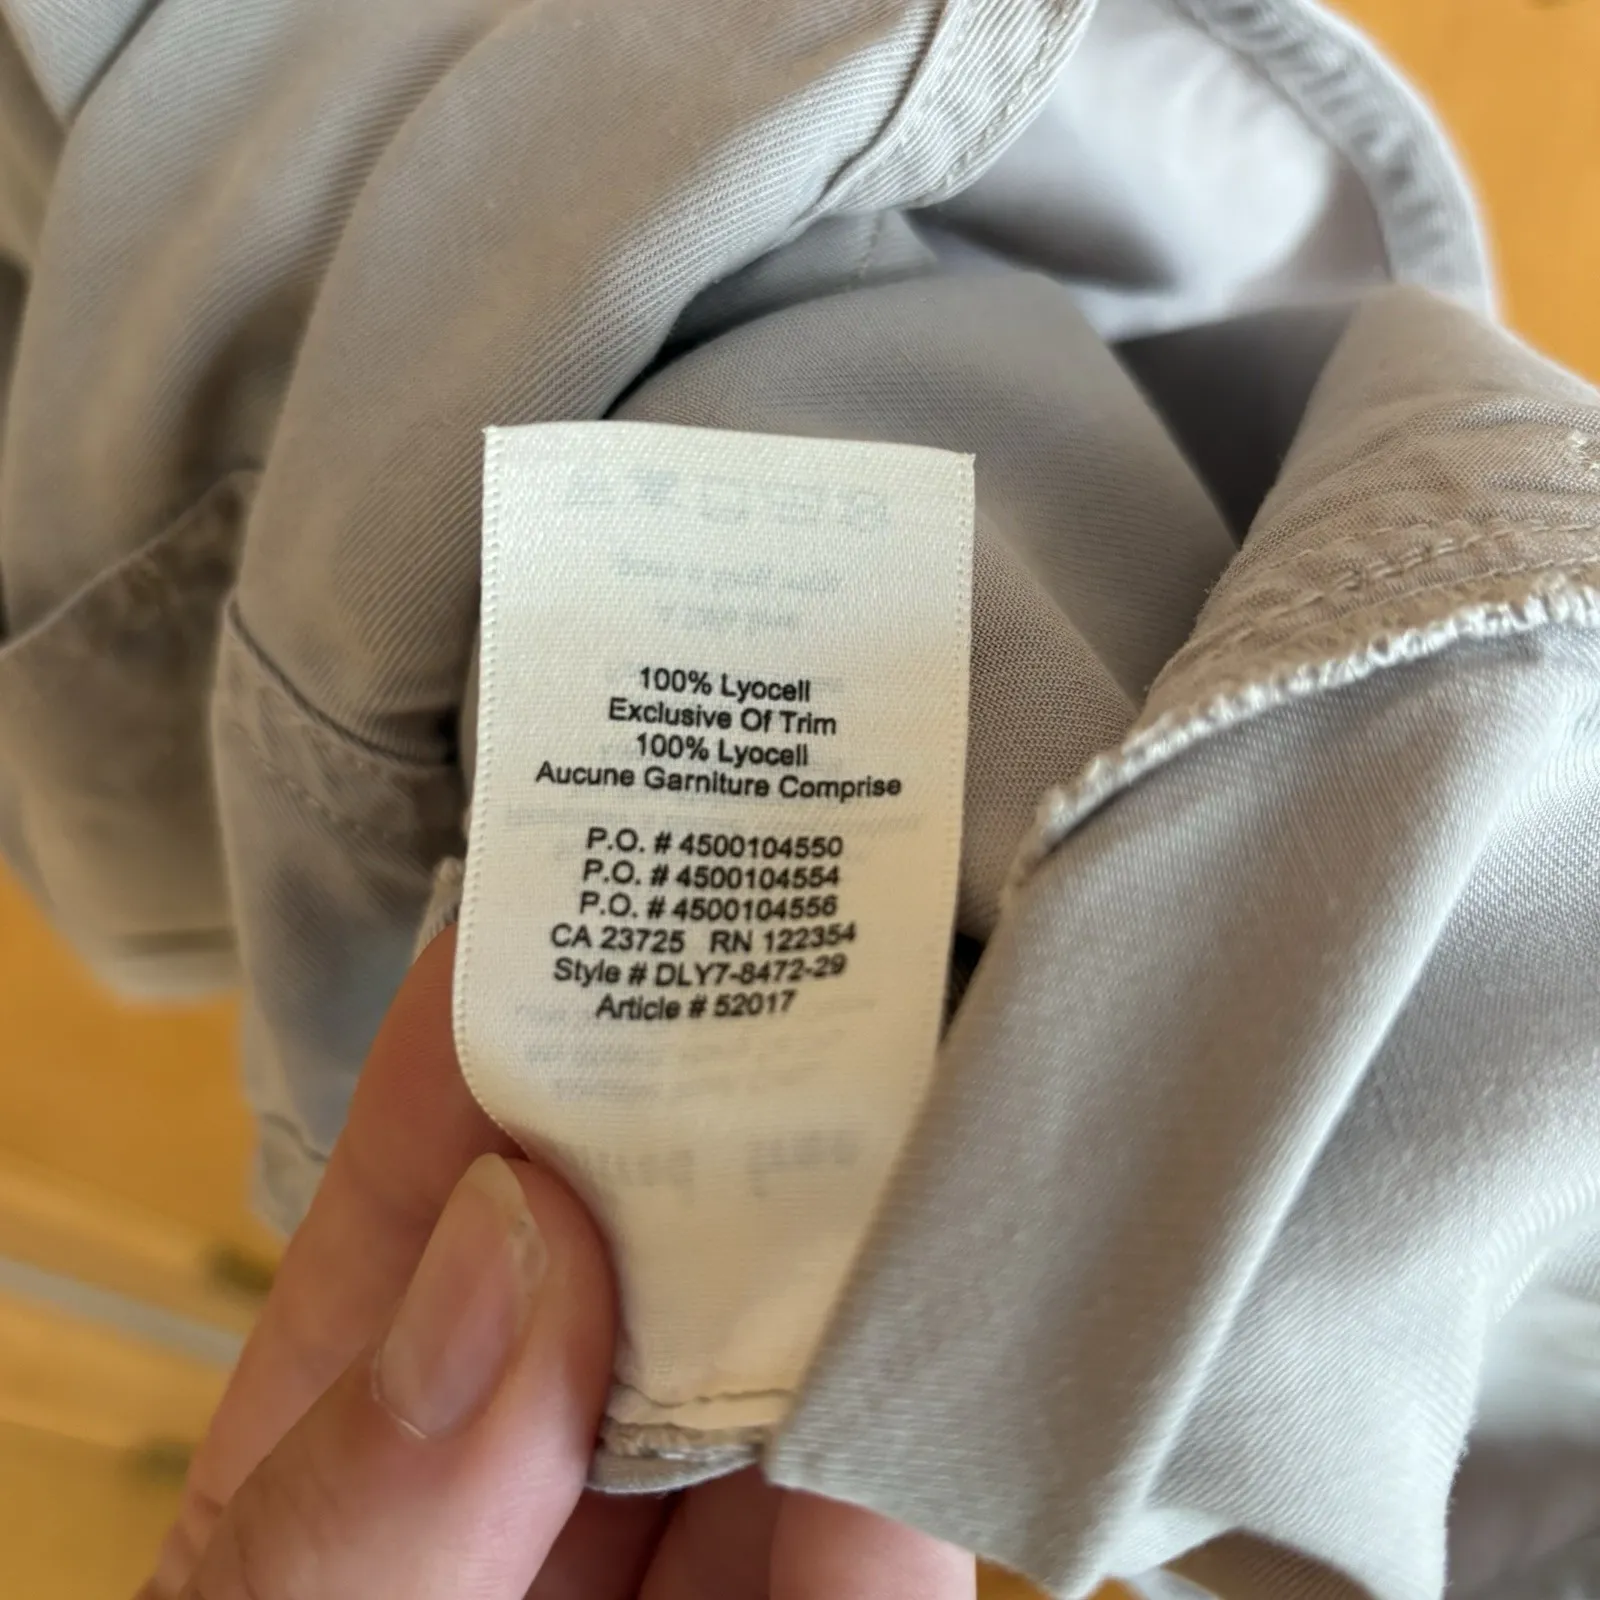 100% Lyocell
Exclusive Of Trim
100% Lyocell
Aucune Garniture Comprise
P.O. # 4500104550
P.O. # 4500104554
P.O. # 4500104556
CA 23725 RN 122354
Style # DLY7-8472-29
Article # 52017